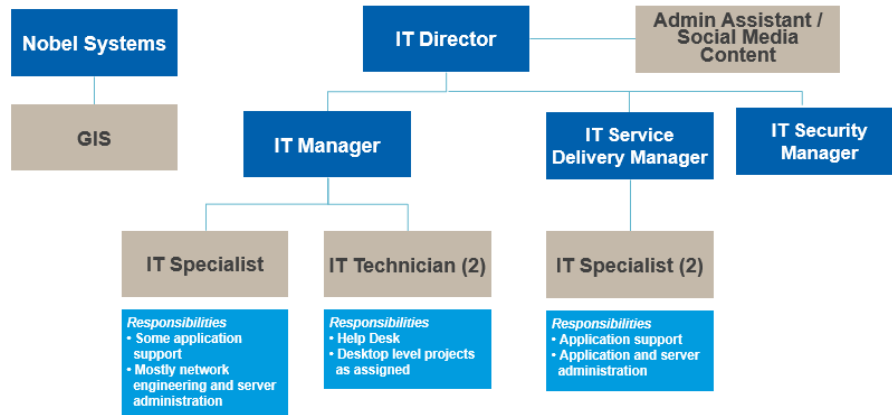 Nobel Systems
IT Director
Admin Assistant /
Social Media
Content
GIS
IT Manager
IT Service
Delivery Manager
IT Security
Manager
IT Specialist
IT Technician (2)
IT Specialist (2)
Responsibilities
• Some application
support
• Mostly network
engineering and server
administration
Responsibilities
• Help Desk
• Desktop level projects
as assigned
Responsibilities
• Application support
• Application and server
administration